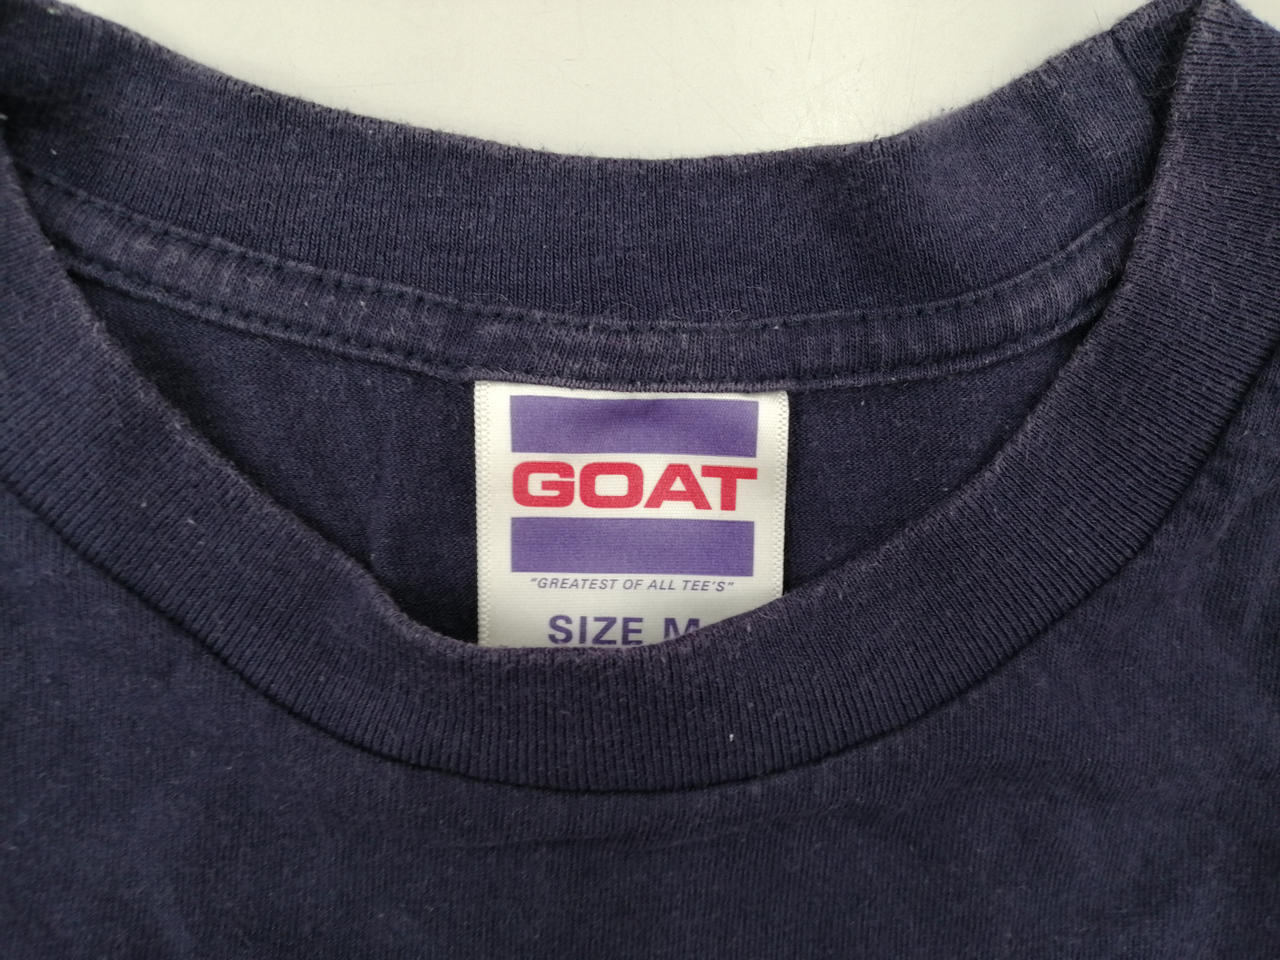 GOAT
"GREATEST OF ALL TEE'S"
SIZE M